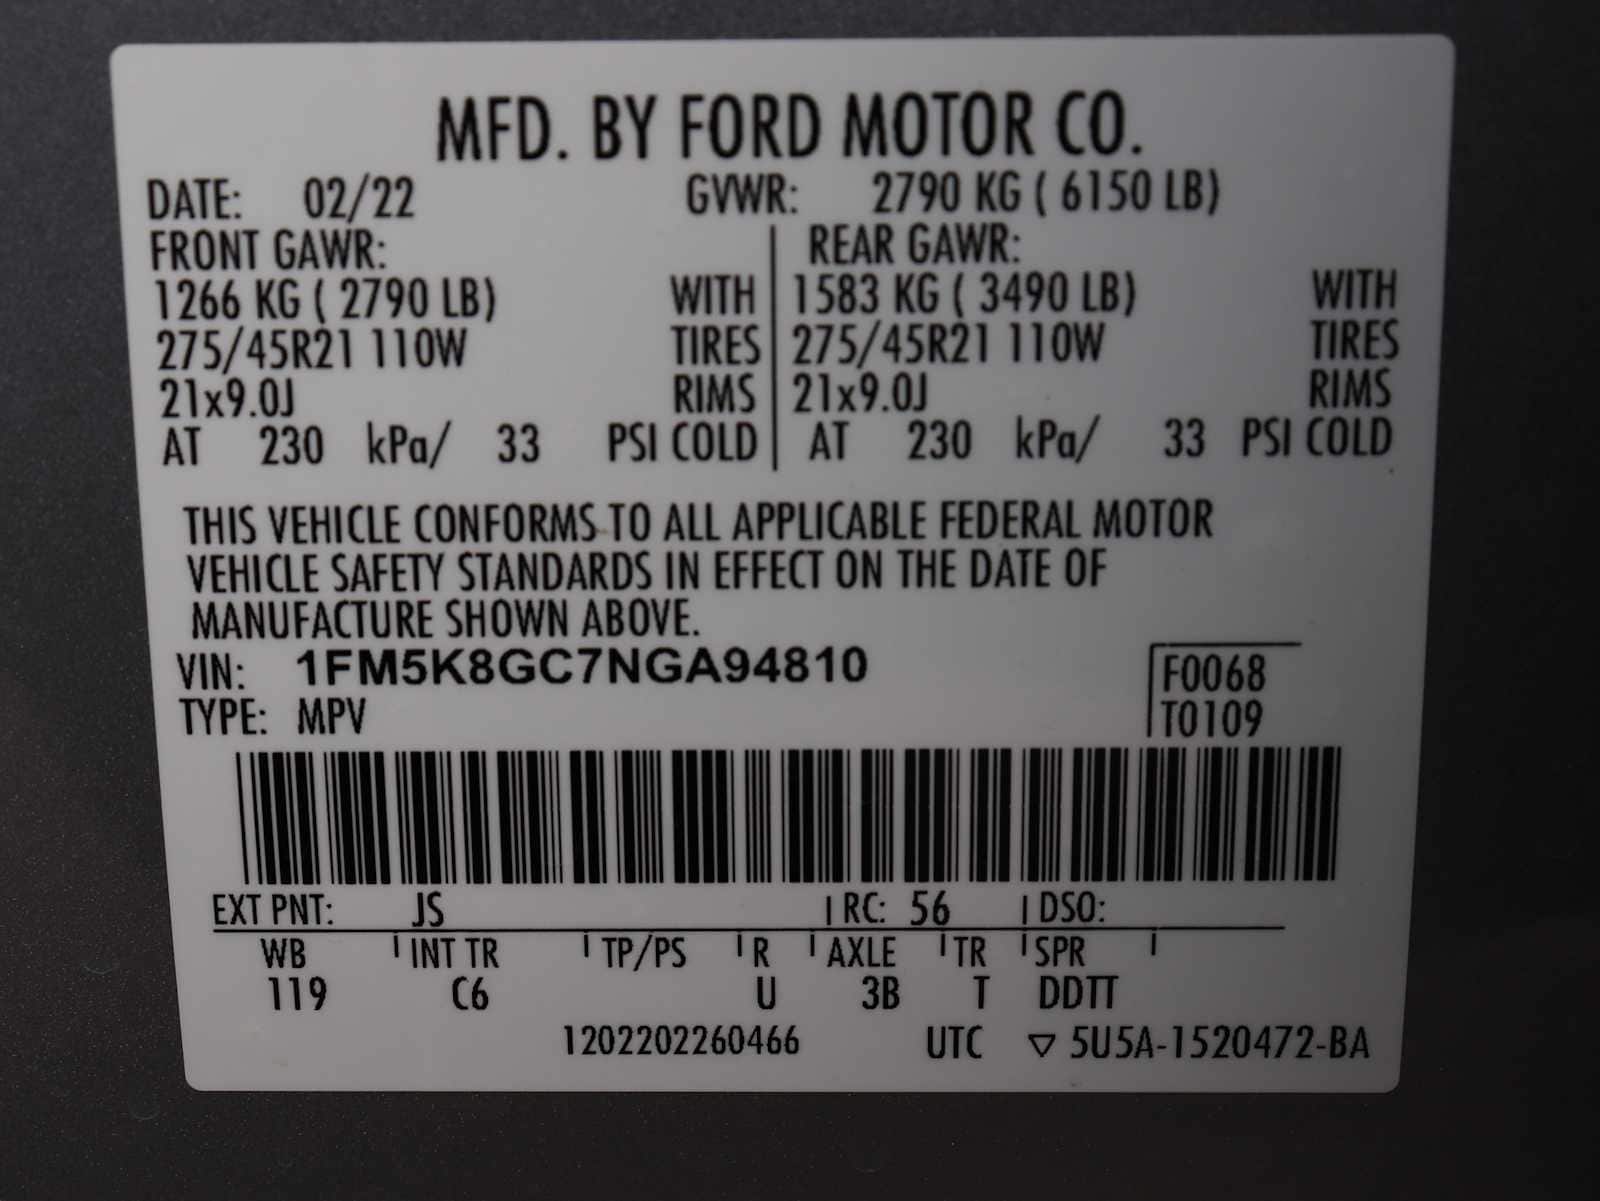 MFD. BY FORD MOTOR CO.
DATE: 02/22 GVWR: 2790 KG ( 6150 LB)
FRONT GAWR: REAR GAWR:
1266 KG ( 2790 LB) WITH 1583 KG ( 3490 LB) WITH
275/45R21 110W TIRES 275/45R21 110W TIRES
21x9.0J RIMS 21x9.0J RIMS
AT 230 kPa/ 33 PSI COLD AT 230 kPa/ 33 PSI COLD
THIS VEHICLE CONFORMS TO ALL APPLICABLE FEDERAL MOTOR
VEHICLE SAFETY STANDARDS IN EFFECT ON THE DATE OF
MANUFACTURE SHOWN ABOVE.
VIN: 1FM5K8GC7NGA94810 F0068
TYPE: MPV T0109
EXT PNT: JS RC: 56 DSO:
WB INT TR TP/PS R AXLE TR SPR
119 C6 U 3B T DDTT
1202202260466 UTC ▽ 5U5A-1520472-BA